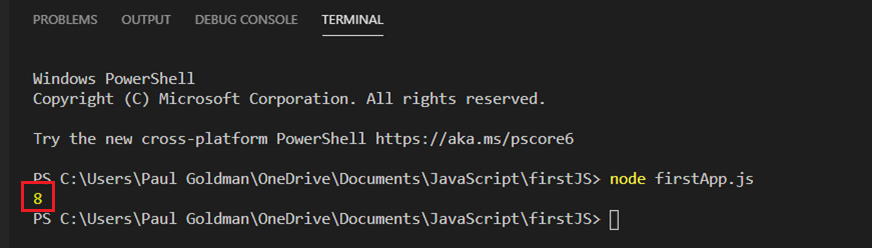 PROBLEMS OUTPUT DEBUG CONSOLE TERMINAL
Windows PowerShell
Copyright (C) Microsoft Corporation. All rights reserved.
Try the new cross-platform PowerShell https://aka.ms/pscore6
PS C:\Users\Paul Goldman\OneDrive\Documents\JavaScript\firstJS> node firstApp.js
8
PS C:\Users\Paul Goldman\OneDrive\Documents\JavaScript\firstJS>